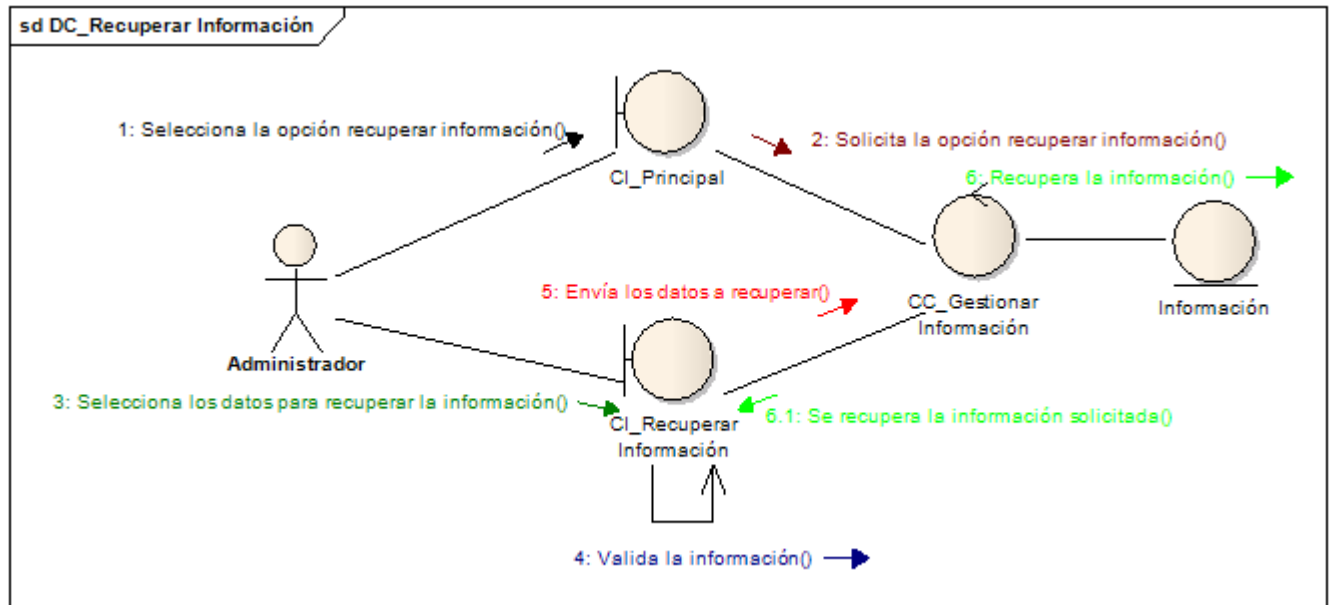 sd DC_Recuperar Información
1: Selecciona la opción recuperar información()
2: Solicita la opción recuperar información()
CI_Principal
6: Recupera la información()
5: Envía los datos a recuperar()
CC_Gestionar
Información
Información
Administrador
3: Selecciona los datos para recuperar la información()
CI_Recuperar
Información
6.1: Se recupera la información solicitada()
4: Valida la información()